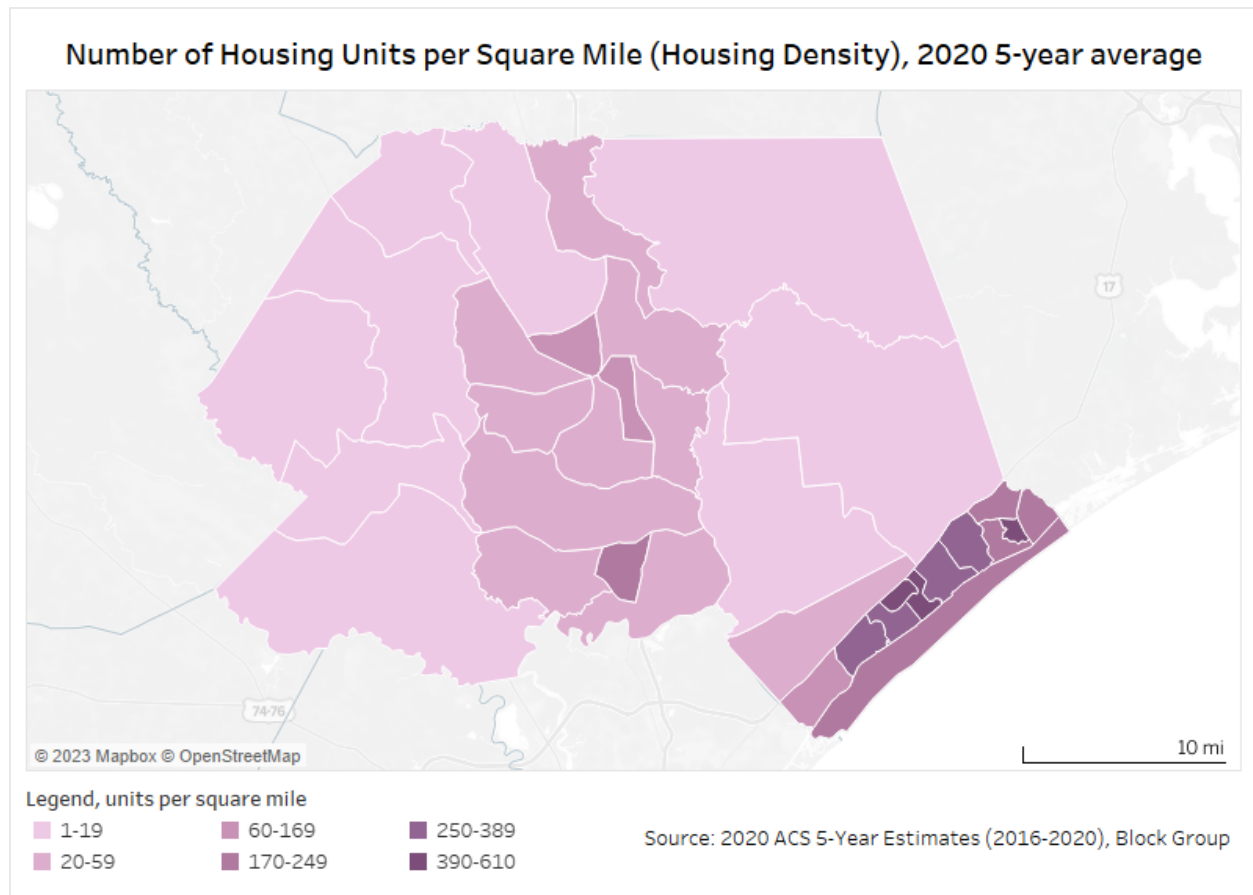 Number of Housing Units per Square Mile (Housing Density), 2020 5-year average
17
74-76
© 2023 Mapbox © OpenStreetMap
10 mi
Legend, units per square mile
1-19
60-169
250-389
20-59
170-249
390-610
Source: 2020 ACS 5-Year Estimates (2016-2020), Block Group